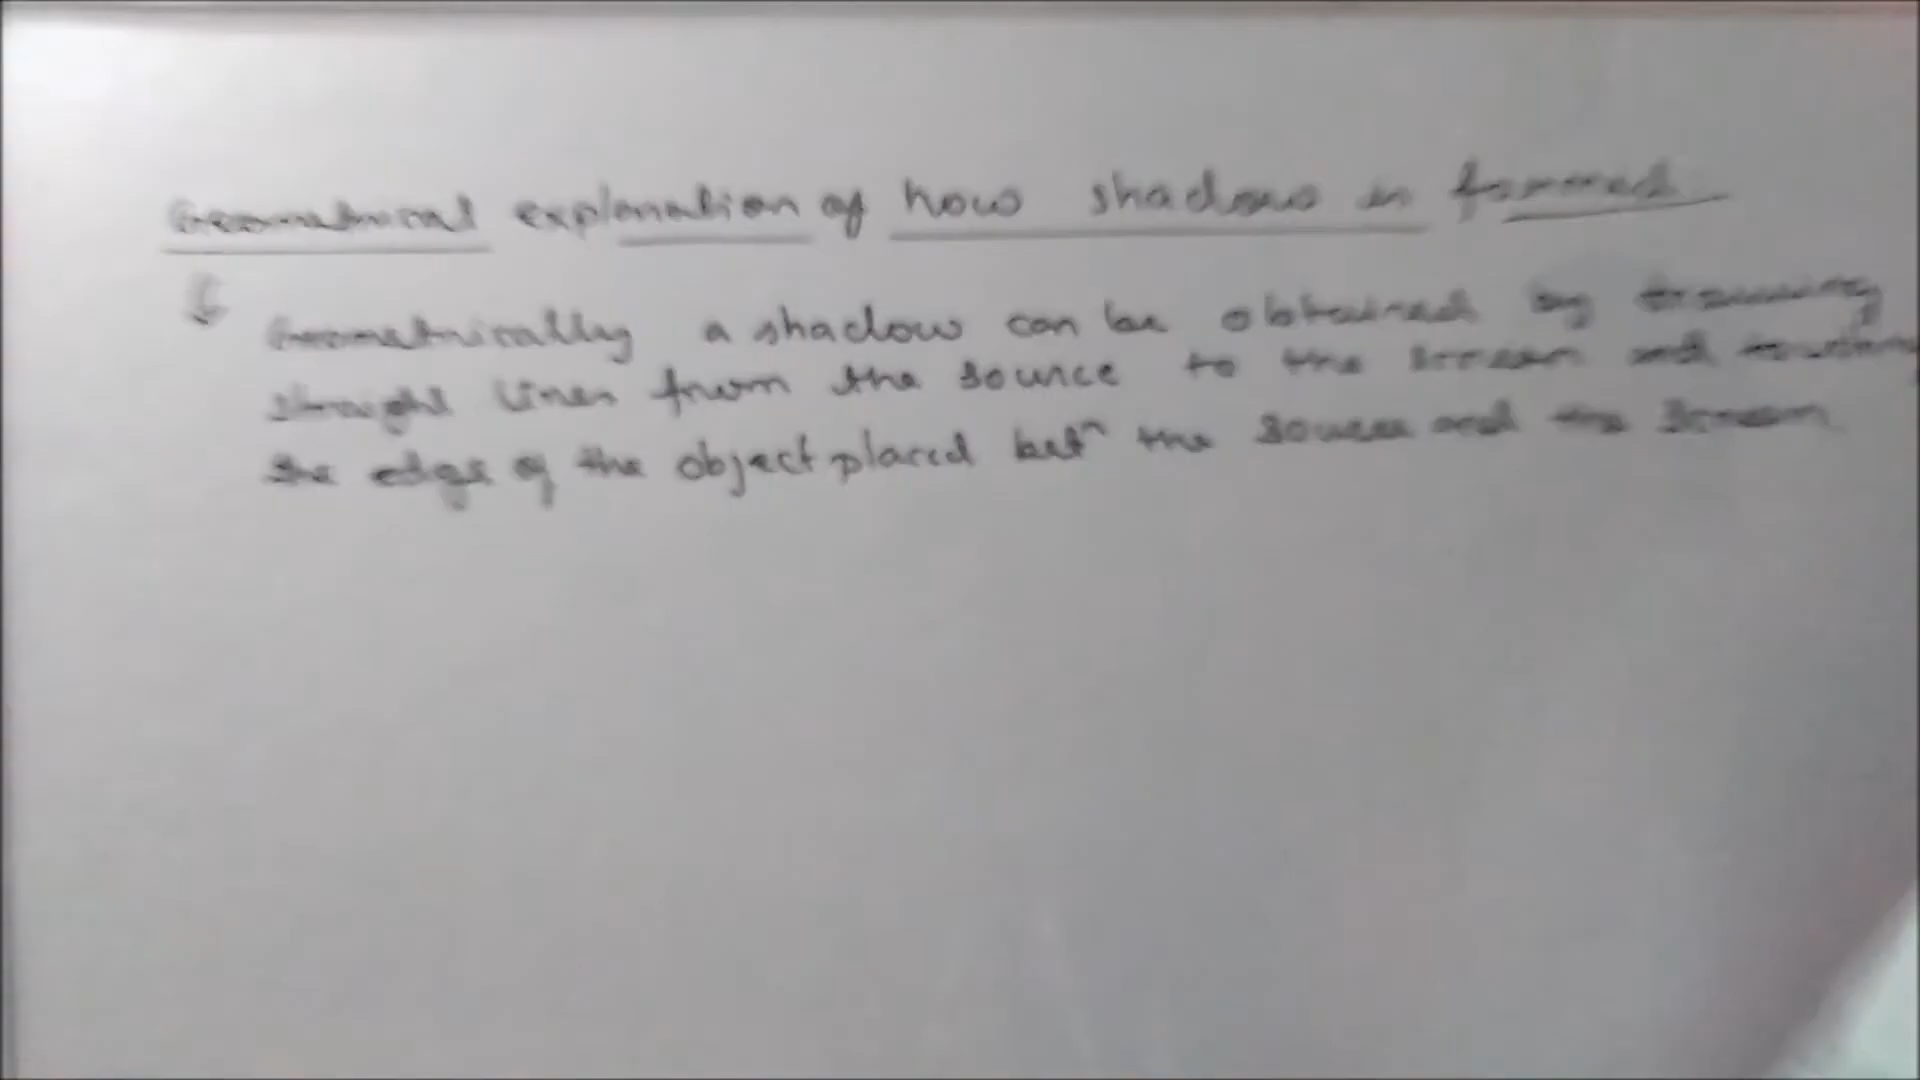 Geometrical explanation of how shadow is formed
Geometrically a shadow can be obtained by drawing
straight lines from the source to the screen and touching
the edge of the object placed betn the source and the screen